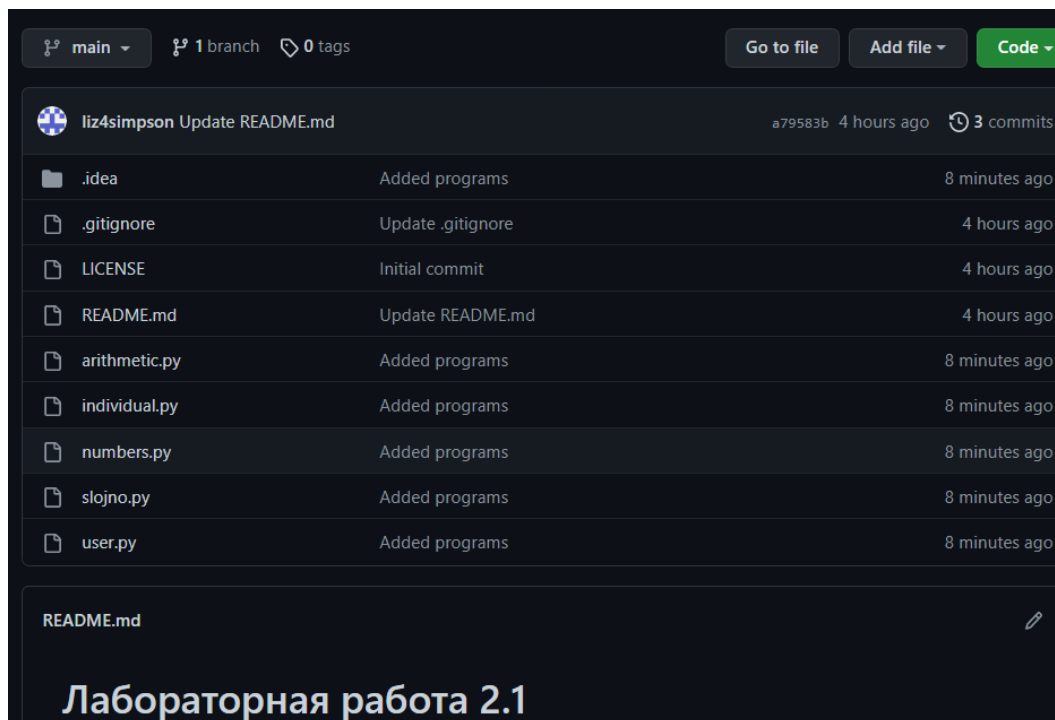 main 1 branch 0 tags Go to file Add file Code
liz4simpson Update README.md a79583b 4 hours ago 3 commits
.idea Added programs 8 minutes ago
.gitignore Update .gitignore 4 hours ago
LICENSE Initial commit 4 hours ago
README.md Update README.md 4 hours ago
arithmetic.py Added programs 8 minutes ago
individual.py Added programs 8 minutes ago
numbers.py Added programs 8 minutes ago
slojno.py Added programs 8 minutes ago
user.py Added programs 8 minutes ago
README.md
Лабораторная работа 2.1